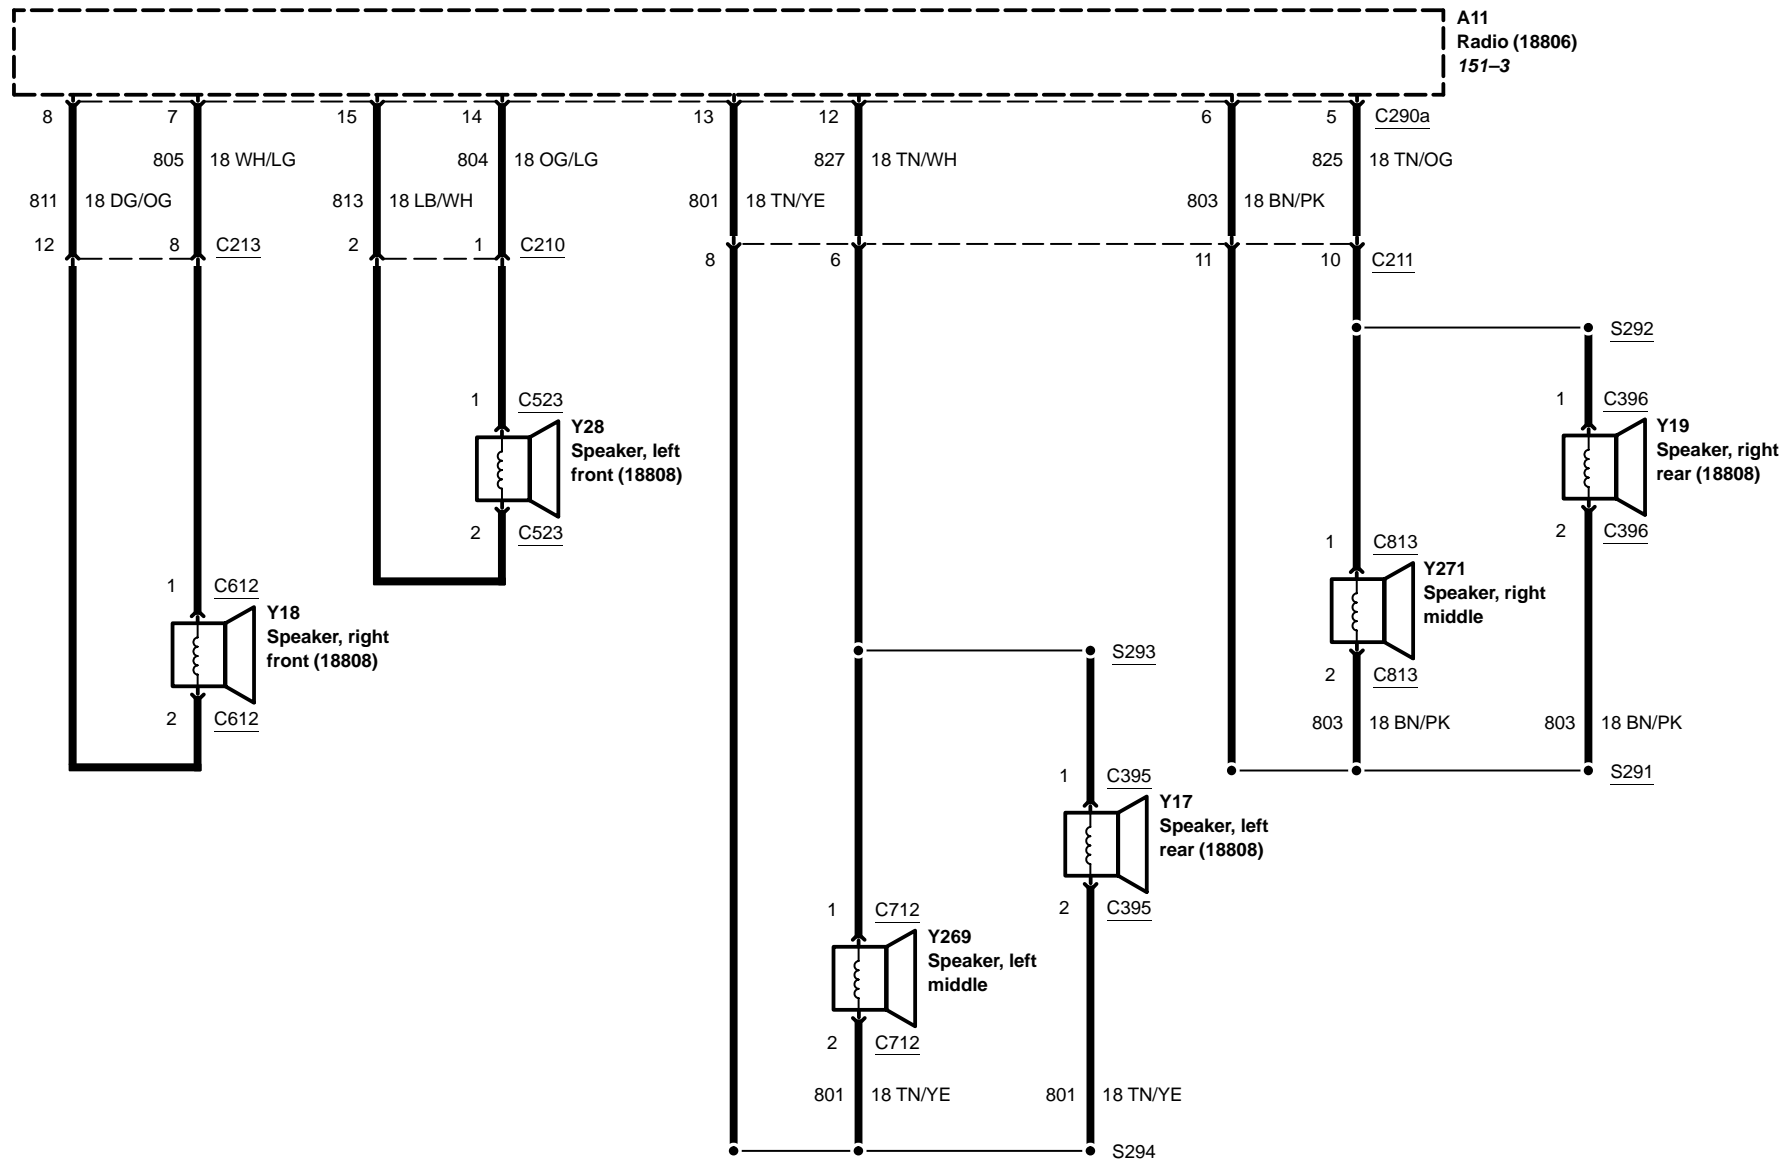 A11
Radio (18806)
151–3
8 7 15 14 13 12 6 5 C290a
805 18 WH/LG 804 18 OG/LG 827 18 TN/WH 825 18 TN/OG
811 18 DG/OG 813 18 LB/WH 801 18 TN/YE 803 18 BN/PK
12 8 C213 2 1 C210 8 6 11 10 C211
S292
1 C523
Y28
Speaker, left
front (18808)
2 C523
1 C396
Y19
Speaker, right
rear (18808)
2 C396
1 C813
Y271
Speaker, right
middle
2 C813
1 C612
Y18
Speaker, right
front (18808)
2 C612
S293
803 18 BN/PK 803 18 BN/PK
S291
1 C395
Y17
Speaker, left
rear (18808)
2 C395
1 C712
Y269
Speaker, left
middle
2 C712
801 18 TN/YE 801 18 TN/YE
S294